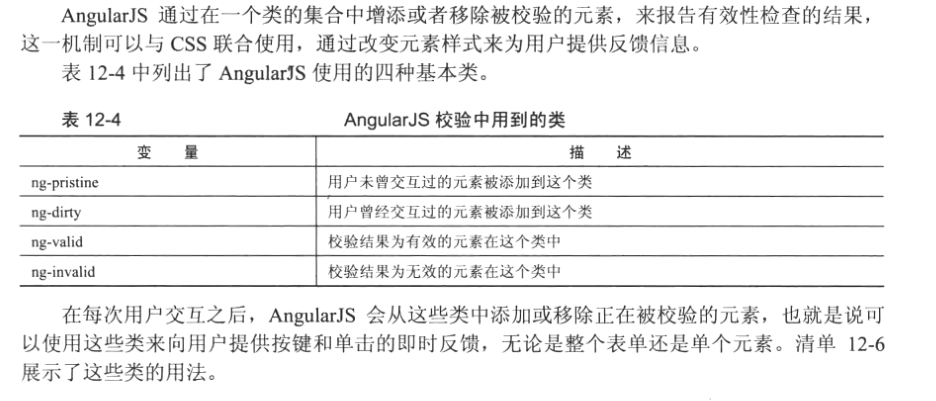 AngularJS 通过在一个类的集合中增添或者移除被校验的元素，来报告有效性检查的结果，
这一机制可以与 CSS 联合使用，通过改变元素样式来为用户提供反馈信息。
表 12-4 中列出了 AngularJS 使用的四种基本类。
表 12-4 AngularJS 校验中用到的类
变 量 描 述
ng-pristine 用户未曾交互过的元素被添加到这个类
ng-dirty 用户曾经交互过的元素被添加到这个类
ng-valid 校验结果为有效的元素在这个类中
ng-invalid 校验结果为无效的元素在这个类中
在每次用户交互之后，AngularJS 会从这些类中添加或移除正在被校验的元素，也就是说可
以使用这些类来向用户提供按键和单击的即时反馈，无论是整个表单还是单个元素。清单 12-6
展示了这些类的用法。